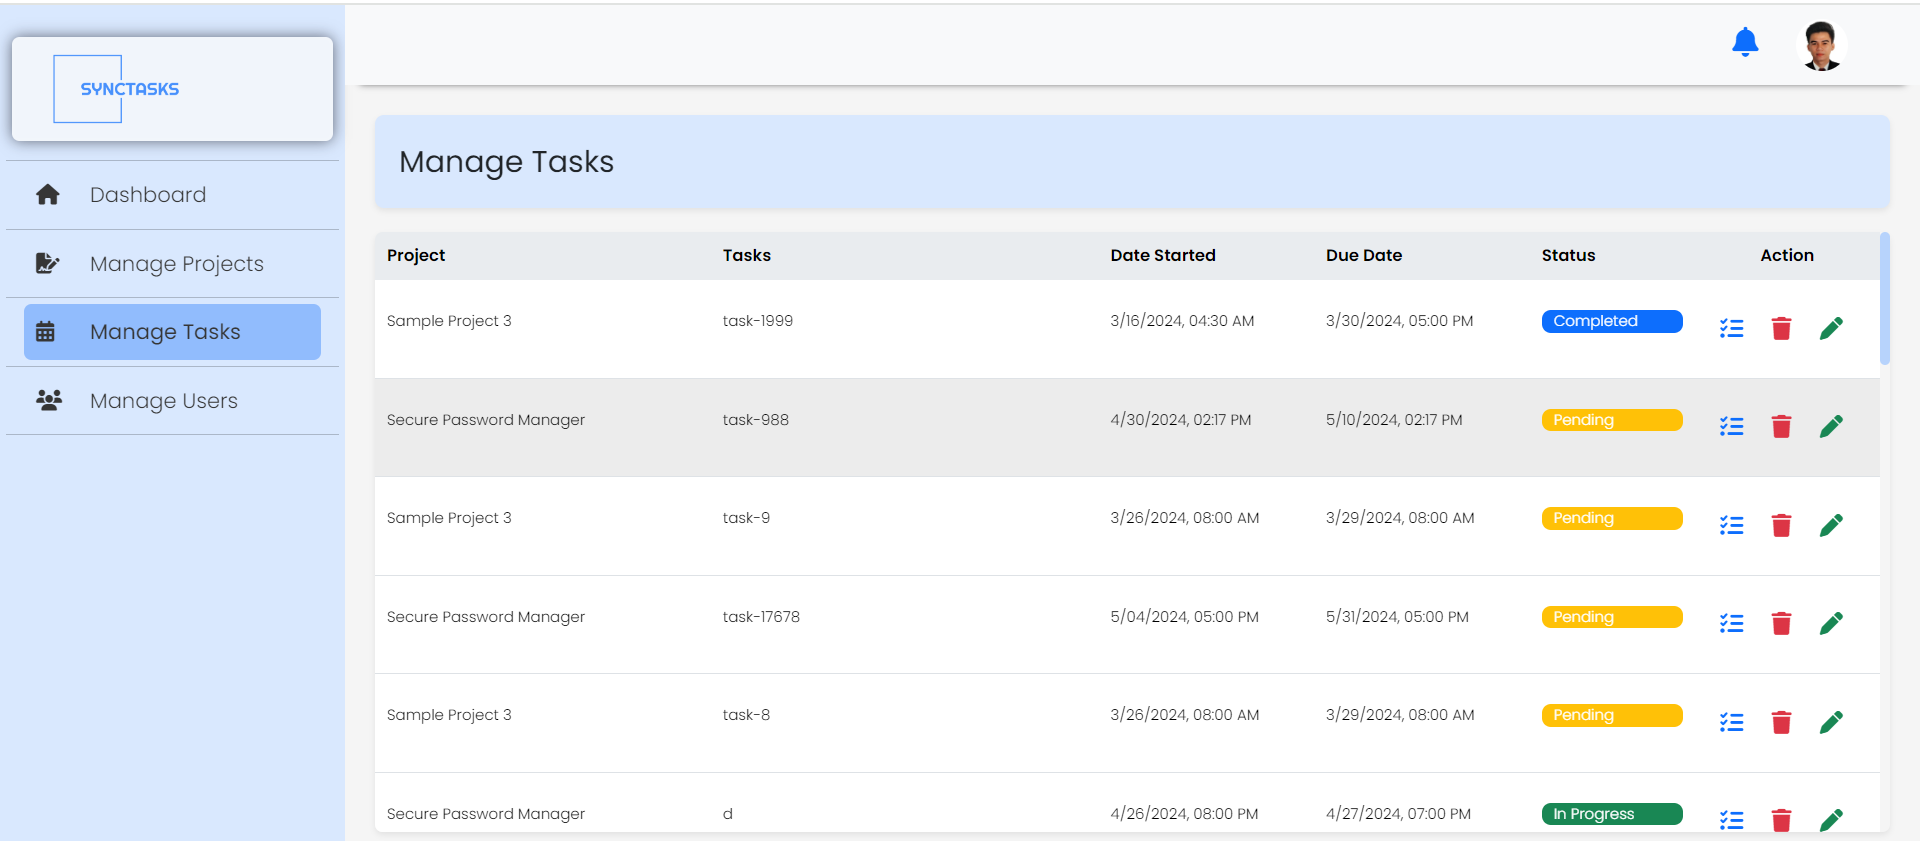 SYNCTASKS
Dashboard
Manage Projects
Manage Tasks
Manage Users
Manage Tasks
Project Tasks Date Started Due Date Status Action
Sample Project 3 task-1999 3/16/2024, 04:30 AM 3/30/2024, 05:00 PM Completed
Secure Password Manager task-988 4/30/2024, 02:17 PM 5/10/2024, 02:17 PM Pending
Sample Project 3 task-9 3/26/2024, 08:00 AM 3/29/2024, 08:00 AM Pending
Secure Password Manager task-17678 5/04/2024, 05:00 PM 5/31/2024, 05:00 PM Pending
Sample Project 3 task-8 3/26/2024, 08:00 AM 3/29/2024, 08:00 AM Pending
Secure Password Manager d 4/26/2024, 08:00 PM 4/27/2024, 07:00 PM In Progress